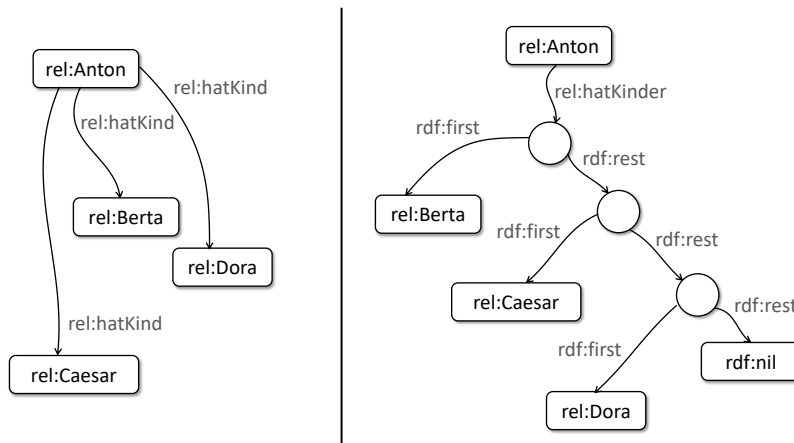 rel:Anton
rel:hatKind
rel:hatKind
rel:Berta
rel:Dora
rel:hatKind
rel:Caesar
rel:Anton
rel:hatKinder
rdf:first
rdf:rest
rel:Berta
rdf:first
rdf:rest
rel:Caesar
rdf:rest
rdf:first
rdf:nil
rel:Dora